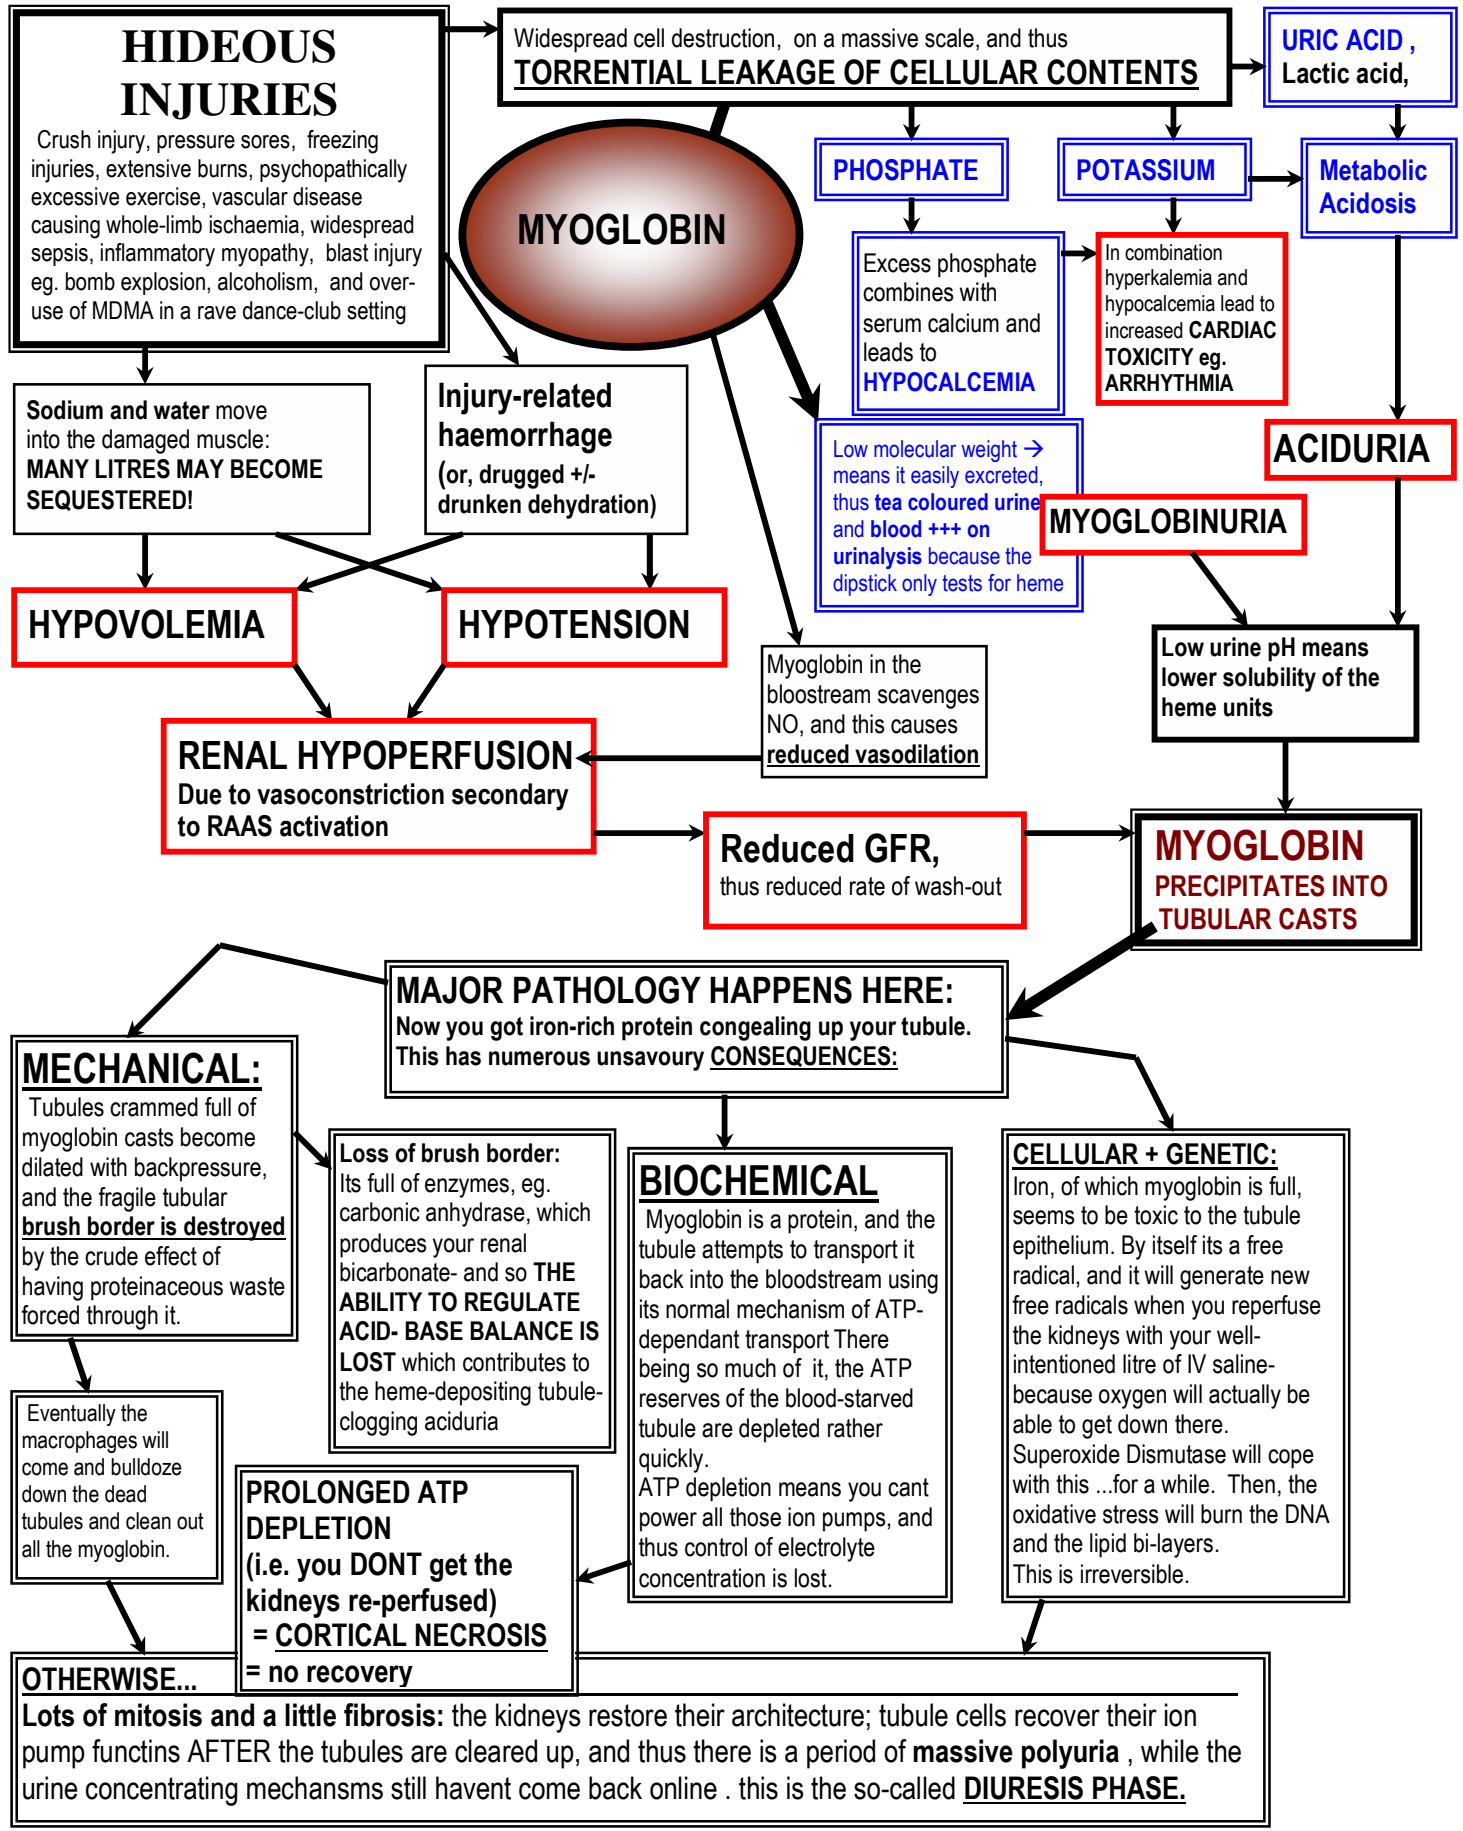 HIDEOUS
INJURIES
Crush injury, pressure sores, freezing
injuries, extensive burns, psychopathically
excessive exercise, vascular disease
causing whole-limb ischaemia, widespread
sepsis, inflammatory myopathy, blast injury
eg. bomb explosion, alcoholism, and over-
use of MDMA in a rave dance-club setting
Widespread cell destruction, on a massive scale, and thus
TORRENTIAL LEAKAGE OF CELLULAR CONTENTS
URIC ACID ,
Lactic acid,
MYOGLOBIN
PHOSPHATE
POTASSIUM
Metabolic
Acidosis
Excess phosphate
combines with
serum calcium and
leads to
HYPOCALCEMIA
In combination
hyperkalemia and
hypocalcemia lead to
increased CARDIAC
TOXICITY eg.
ARRHYTHMIA
Sodium and water move
into the damaged muscle:
MANY LITRES MAY BECOME
SEQUESTERED!
Injury-related
haemorrhage
(or, drugged +/-
drunken dehydration)
Low molecular weight →
means it easily excreted,
thus tea coloured urine
and blood +++ on
urinalysis because the
dipstick only tests for heme
ACIDURIA
MYOGLOBINURIA
HYPOVOLEMIA
HYPOTENSION
Myoglobin in the
bloostream scavenges
NO, and this causes
reduced vasodilation
Low urine pH means
lower solubility of the
heme units
RENAL HYPOPERFUSION
Due to vasoconstriction secondary
to RAAS activation
Reduced GFR,
thus reduced rate of wash-out
MYOGLOBIN
PRECIPITATES INTO
TUBULAR CASTS
MAJOR PATHOLOGY HAPPENS HERE:
Now you got iron-rich protein congealing up your tubule.
This has numerous unsavoury CONSEQUENCES:
MECHANICAL:
Tubules crammed full of
myoglobin casts become
dilated with backpressure,
and the fragile tubular
brush border is destroyed
by the crude effect of
having proteinaceous waste
forced through it.
Loss of brush border:
Its full of enzymes, eg.
carbonic anhydrase, which
produces your renal
bicarbonate- and so THE
ABILITY TO REGULATE
ACID- BASE BALANCE IS
LOST which contributes to
the heme-depositing tubule-
clogging aciduria
BIOCHEMICAL
Myoglobin is a protein, and the
tubule attempts to transport it
back into the bloodstream using
its normal mechanism of ATP-
dependant transport There
being so much of it, the ATP
reserves of the blood-starved
tubule are depleted rather
quickly.
ATP depletion means you cant
power all those ion pumps, and
thus control of electrolyte
concentration is lost.
CELLULAR + GENETIC:
Iron, of which myoglobin is full,
seems to be toxic to the tubule
epithelium. By itself its a free
radical, and it will generate new
free radicals when you reperfuse
the kidneys with your well-
intentioned litre of IV saline-
because oxygen will actually be
able to get down there.
Superoxide Dismutase will cope
with this ...for a while. Then, the
oxidative stress will burn the DNA
and the lipid bi-layers.
This is irreversible.
Eventually the
macrophages will
come and bulldoze
down the dead
tubules and clean out
all the myoglobin.
PROLONGED ATP
DEPLETION
(i.e. you DONT get the
kidneys re-perfused)
= CORTICAL NECROSIS
= no recovery
OTHERWISE...
Lots of mitosis and a little fibrosis: the kidneys restore their architecture; tubule cells recover their ion
pump functins AFTER the tubules are cleared up, and thus there is a period of massive polyuria , while the
urine concentrating mechansms still havent come back online . this is the so-called DIURESIS PHASE.